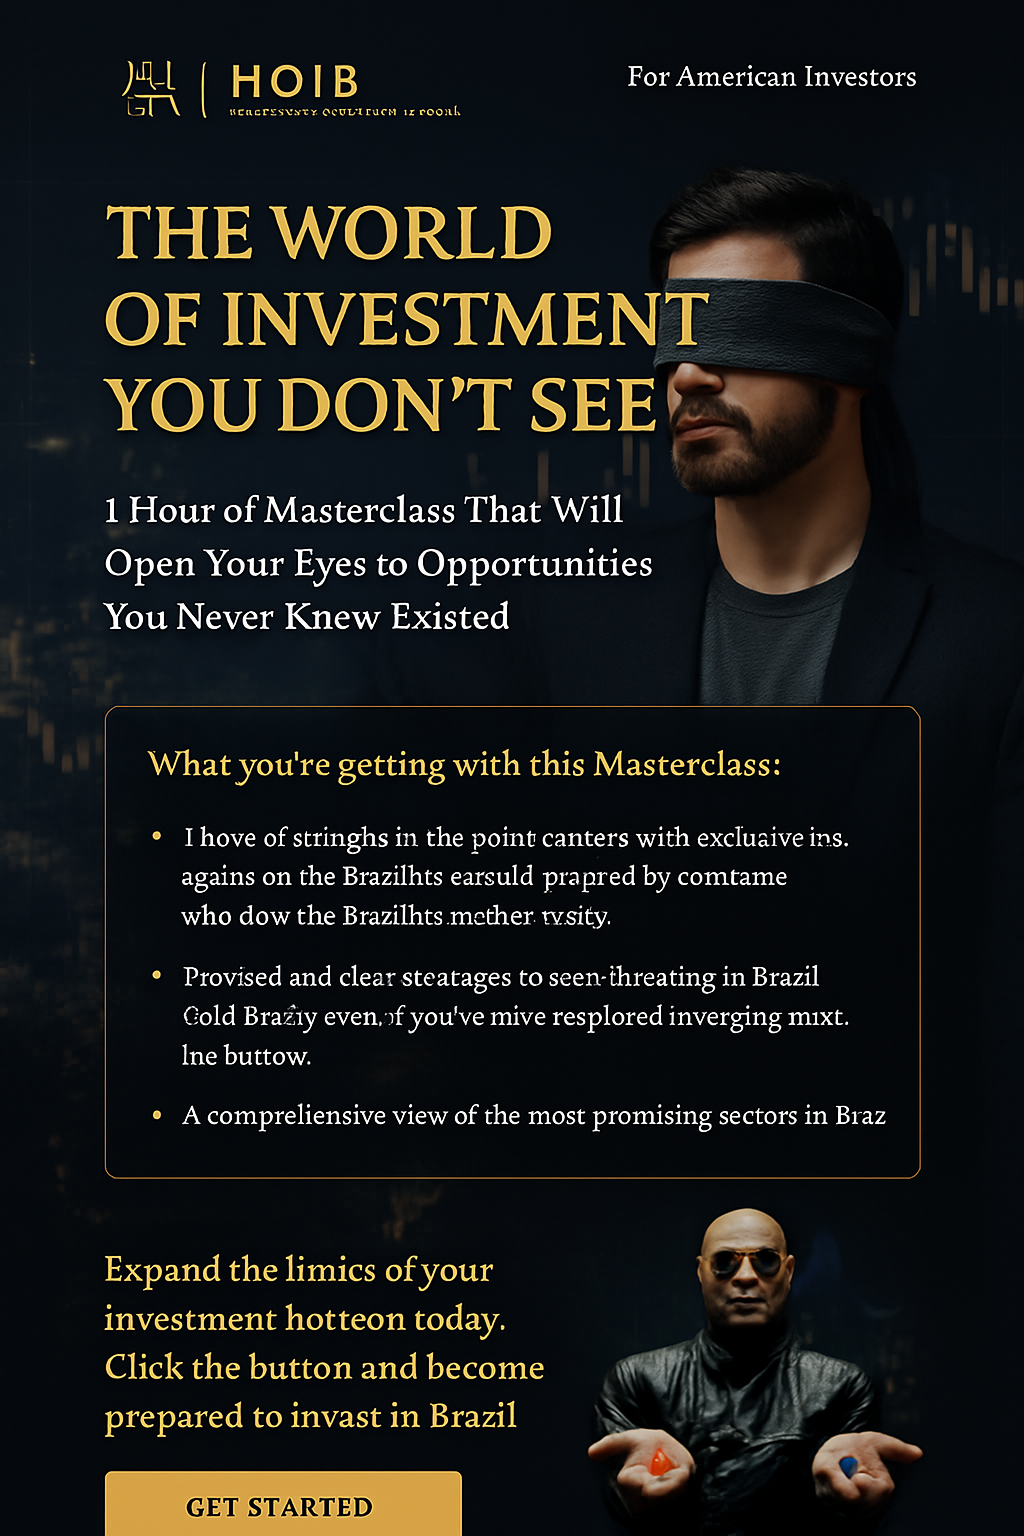 HOIB
For American Investors
THE WORLD
OF INVESTMENT
YOU DON'T SEE
1 Hour of Masterclass That Will
Open Your Eyes to Opportunities
You Never Knew Existed
What you're getting with this Masterclass:
• I hove of stringhs in the point canters with excluaive ins.
agains on the Brazilhts earsuld prapred by comtame
who dow the Brazilhts mether tvsity.
• Provised and clear steatages to seen-threating in Brazil
Gold Braziy even, of you've mive resplored inverging mixt.
lne buttow.
• A compreliensive view of the most promising sectors in Braz
Expand the limics of your
investment hotteon today.
Click the button and become
prepared to invast in Brazil
GET STARTED